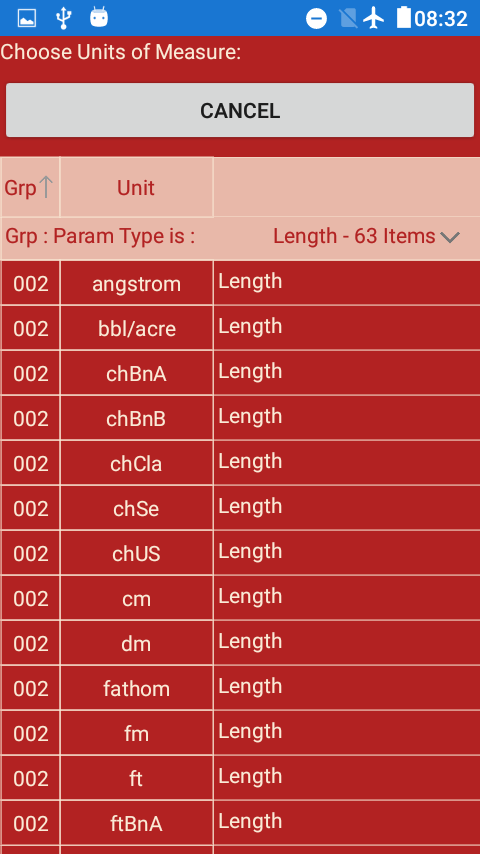 08:32
Choose Units of Measure:
CANCEL
Grp Unit
Grp : Param Type is : Length - 63 Items
002 angstrom Length
002 bbl/acre Length
002 chBnA Length
002 chBnB Length
002 chCla Length
002 chSe Length
002 chUS Length
002 cm Length
002 dm Length
002 fathom Length
002 fm Length
002 ft Length
002 ftBnA Length